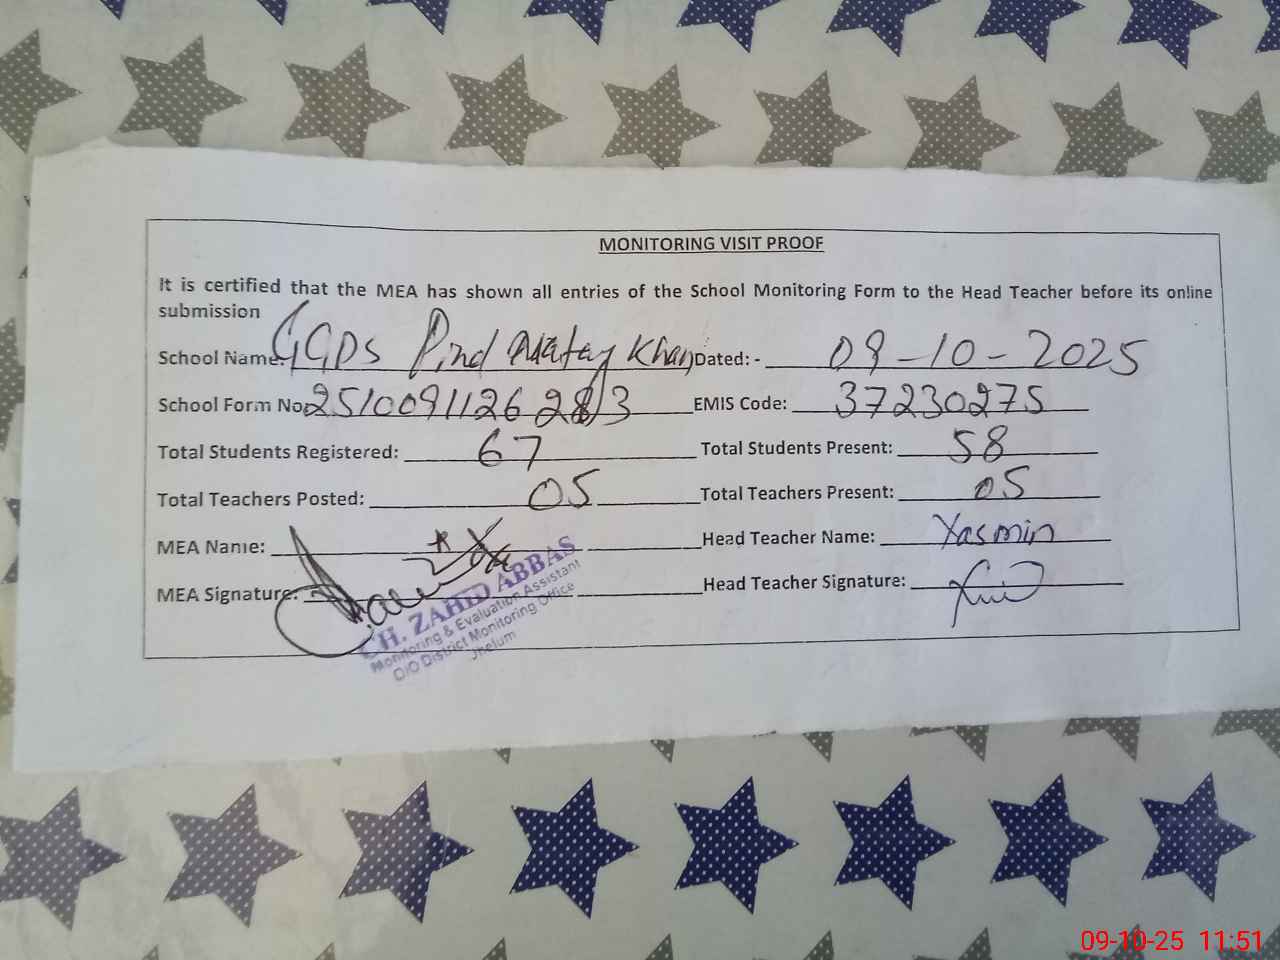 MONITORING VISIT PROOF
It is certified that the MEA has shown all entries of the School Monitoring Form to the Head Teacher before its online
submission
School Name: GGPS Pind Matay Khan Dated: - 09-10-2025
School Form No: 251009112628/3 EMIS Code: 37230275
Total Students Registered: 67 Total Students Present: 58
Total Teachers Posted: 05 Total Teachers Present: 05
MEA Name: Head Teacher Name: Yasmin
MEA Signature: Head Teacher Signature:
CH. ZAHID ABBAS
Monitoring & Evaluation Assistant
O/O District Monitoring Office
Jhelum
09-10-25 11:51